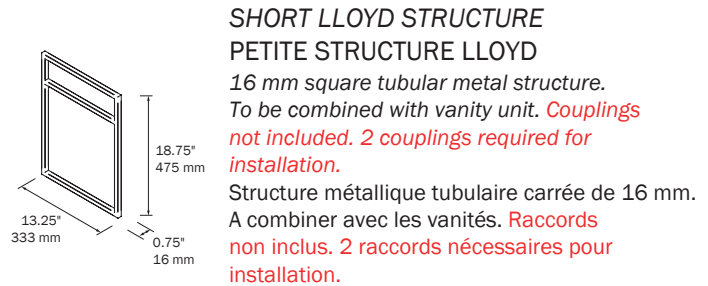 SHORT LLOYD STRUCTURE
PETITE STRUCTURE LLOYD
16 mm square tubular metal structure.
To be combined with vanity unit. Couplings
not included. 2 couplings required for
installation.
Structure métallique tubulaire carrée de 16 mm.
A combiner avec les vanités. Raccords
non inclus. 2 raccords nécessaires pour
installation.
18.75"
475 mm
13.25"
333 mm
0.75"
16 mm